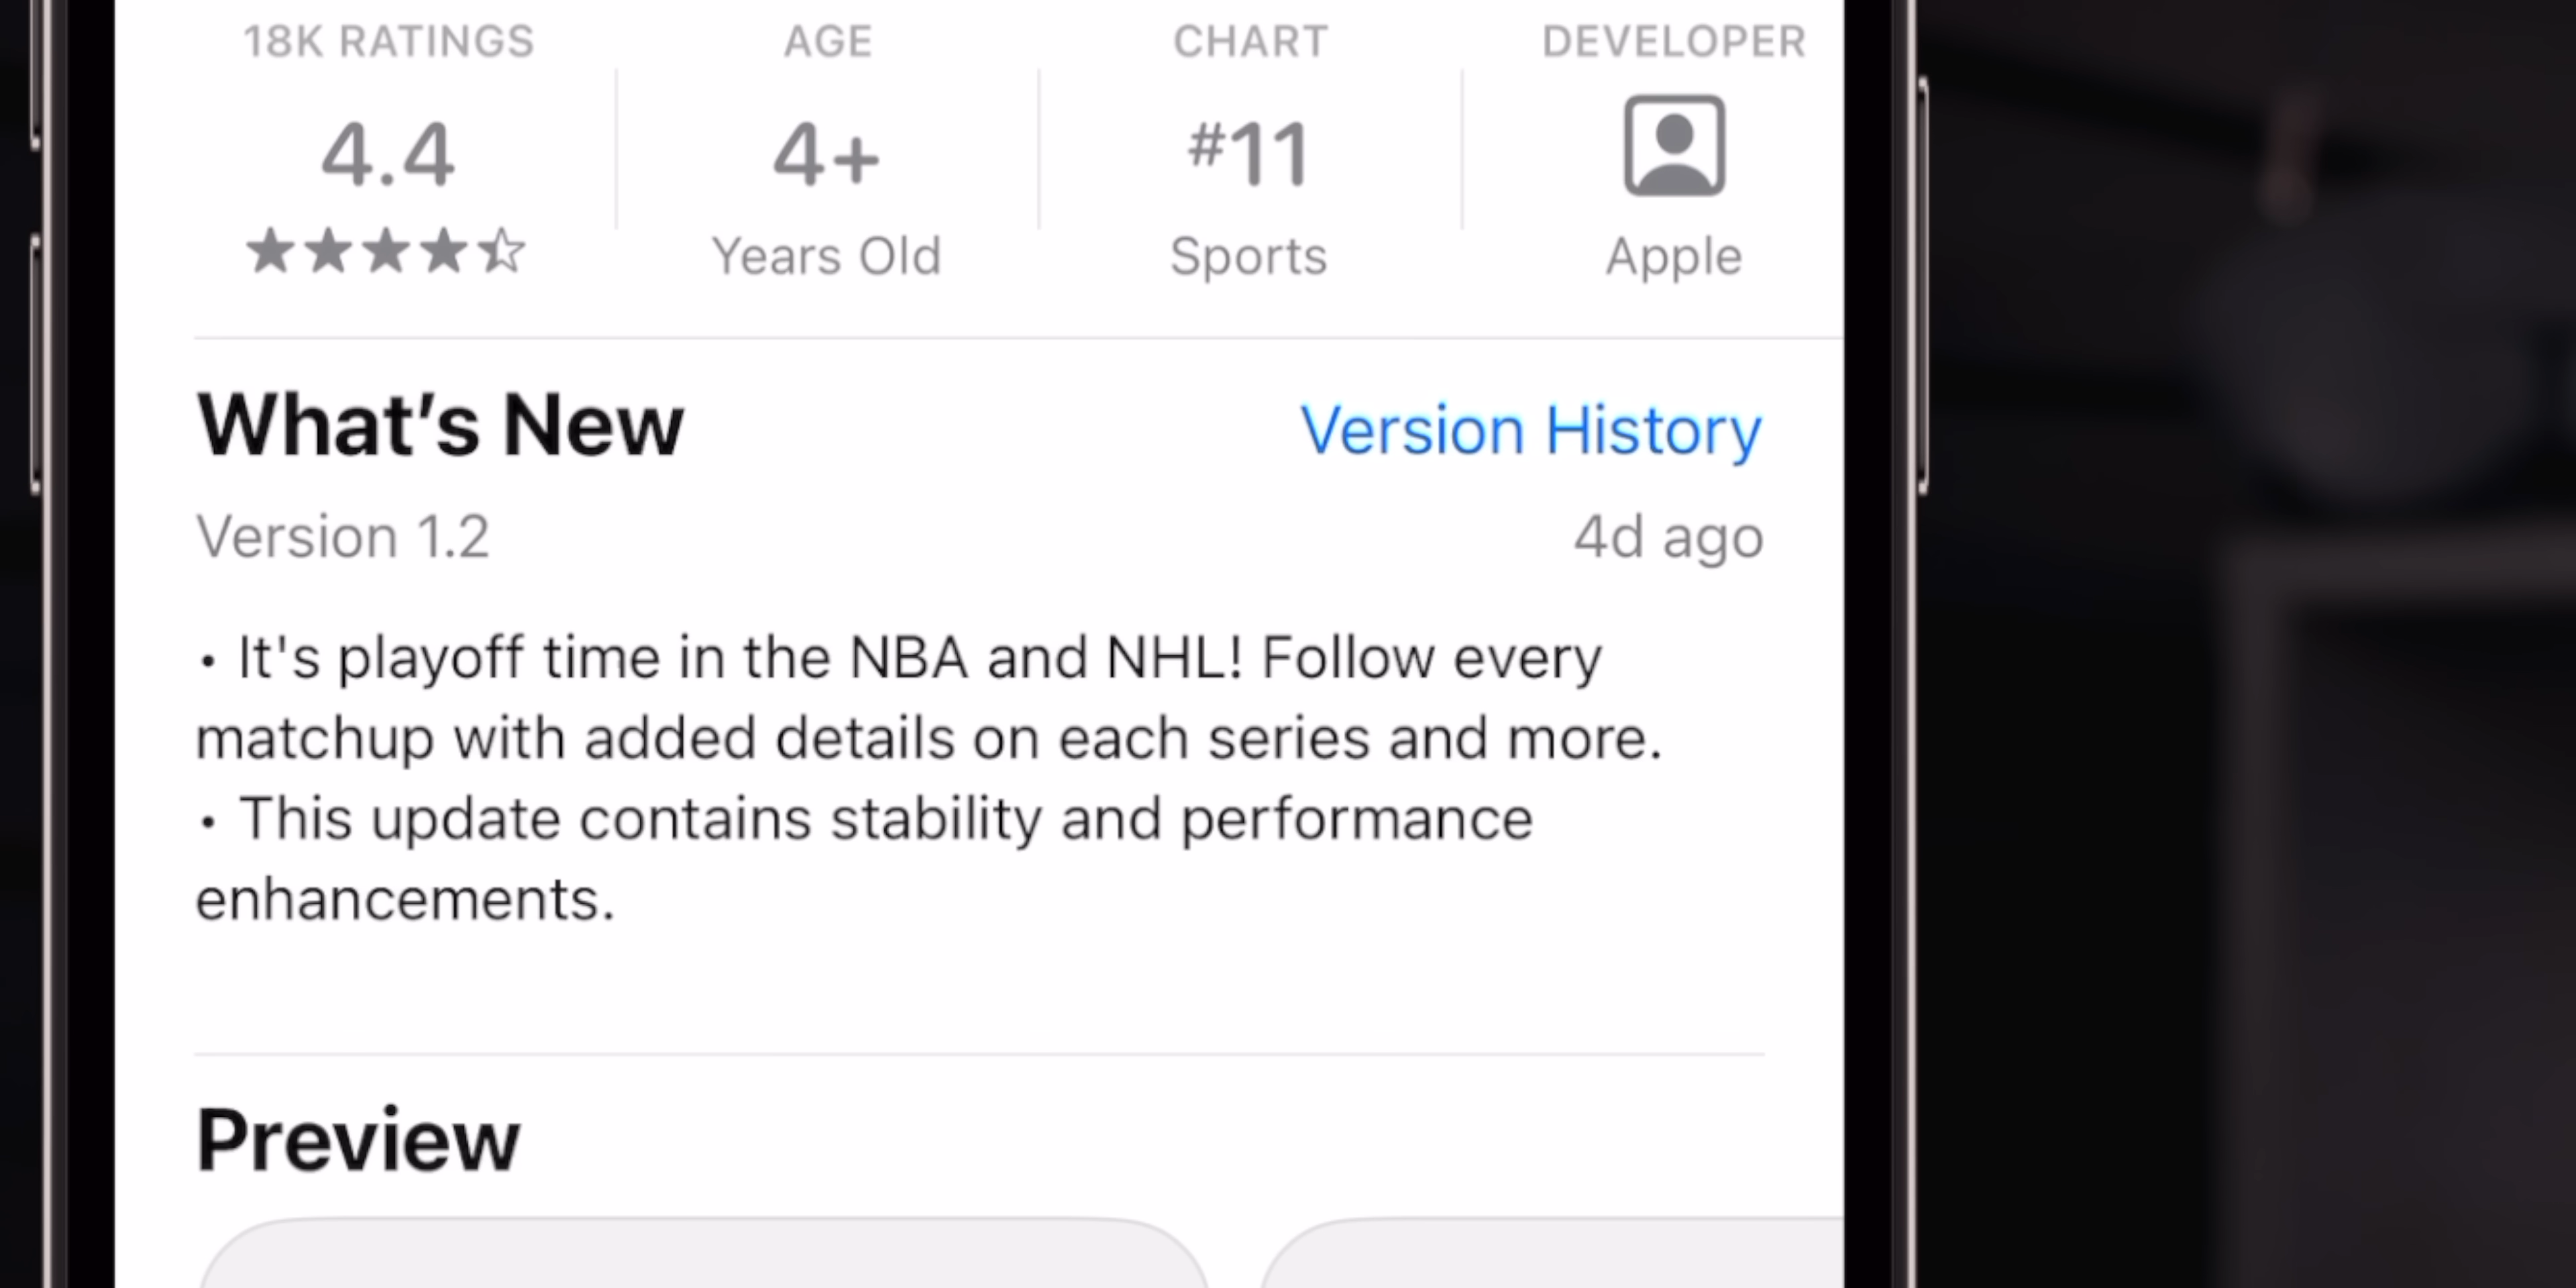 18K RATINGS AGE CHART DEVELOPER
4.4 4+ #11
Years Old Sports Apple
What’s New Version History
Version 1.2 4d ago
• It's playoff time in the NBA and NHL! Follow every
matchup with added details on each series and more.
• This update contains stability and performance
enhancements.
Preview